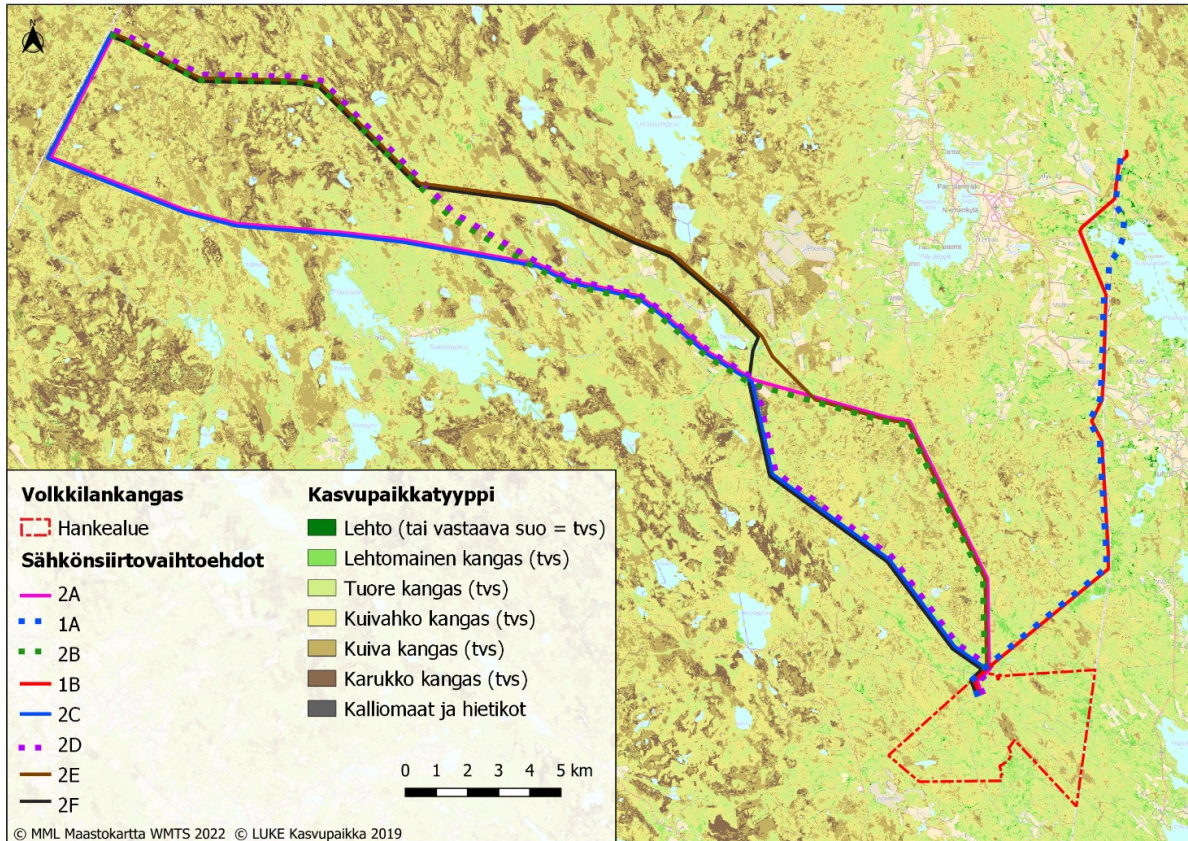 N
Volkkilankangas
Hankealue
Sähkönsiirtovaihtoehdot
2A
1A
2B
1B
2C
2D
2E
2F
Kasvupaikkatyyppi
Lehto (tai vastaava suo = tvs)
Lehtomainen kangas (tvs)
Tuore kangas (tvs)
Kuivahko kangas (tvs)
Kuiva kangas (tvs)
Karukko kangas (tvs)
Kalliomaat ja hietikot
0 1 2 3 4 5 km
© MML Maastokartta WMTS 2022 © LUKE Kasvupaikka 2019